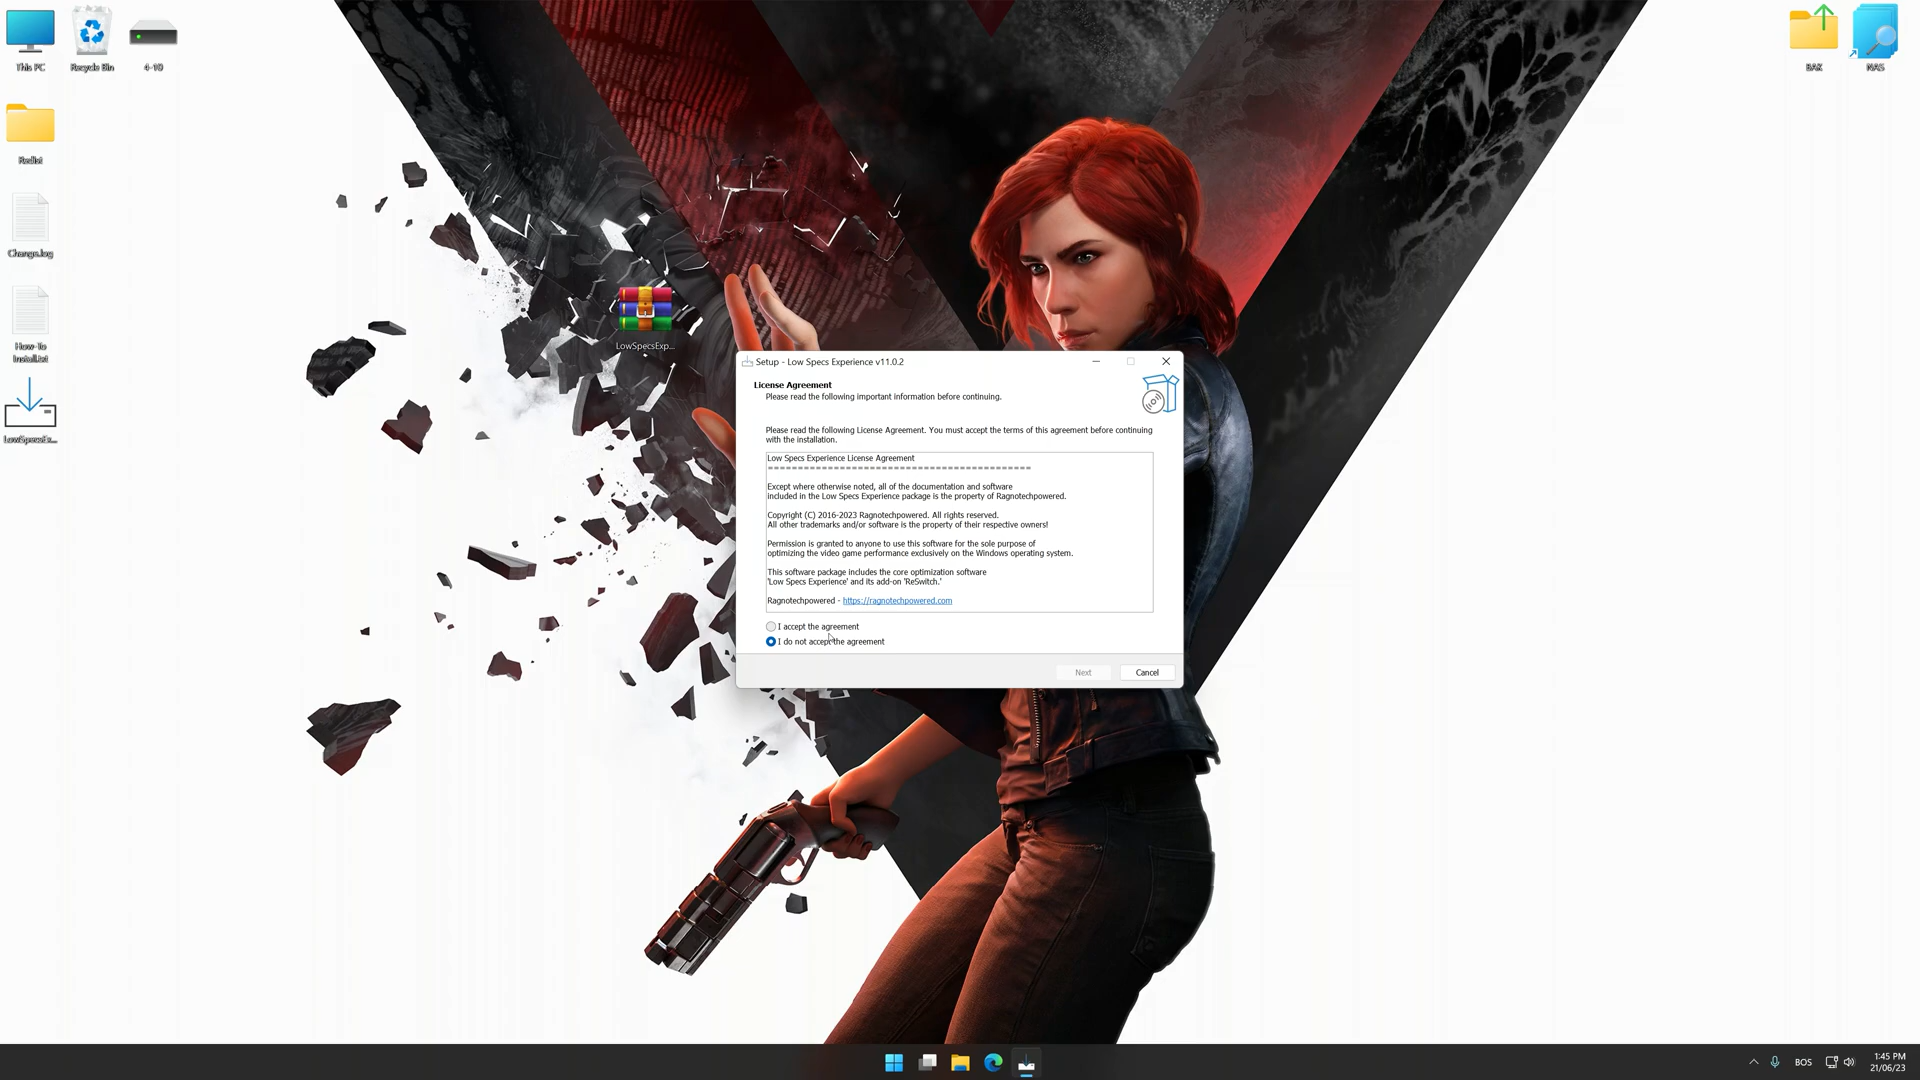 This PC
Recycle Bin
4-10
BAK
NAS
Redist
Change.log
How-To
Install.txt
LowSpecsEx...
LowSpecsExp...
Setup - Low Specs Experience v11.0.2
License Agreement
Please read the following important information before continuing.
Please read the following License Agreement. You must accept the terms of this agreement before continuing
with the installation.
Low Specs Experience License Agreement
============================================
Except where otherwise noted, all of the documentation and software
included in the Low Specs Experience package is the property of Ragnotechpowered.
Copyright (C) 2016-2023 Ragnotechpowered. All rights reserved.
All other trademarks and/or software is the property of their respective owners!
Permission is granted to anyone to use this software for the sole purpose of
optimizing the video game performance exclusively on the Windows operating system.
This software package includes the core optimization software
'Low Specs Experience' and its add-on 'ReSwitch.'
Ragnotechpowered - https://ragnotechpowered.com
I accept the agreement
I do not accept the agreement
Next
Cancel
BOS
1:45 PM
21/06/23